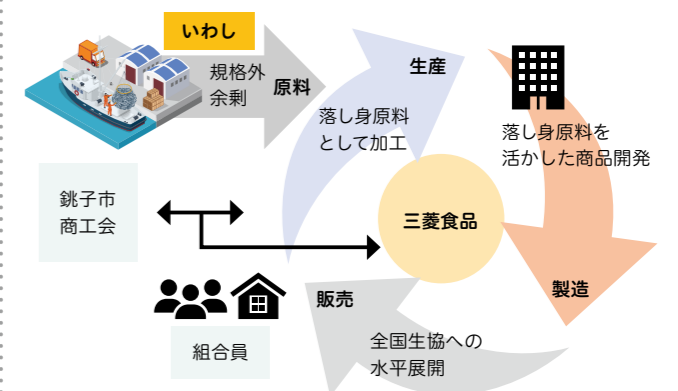 いわし
規格外
余剰
原料
生産
落し身原料
として加工
落し身原料を
活かした商品開発
銚子市
商工会
三菱食品
製造
販売
組合員
全国生協への
水平展開